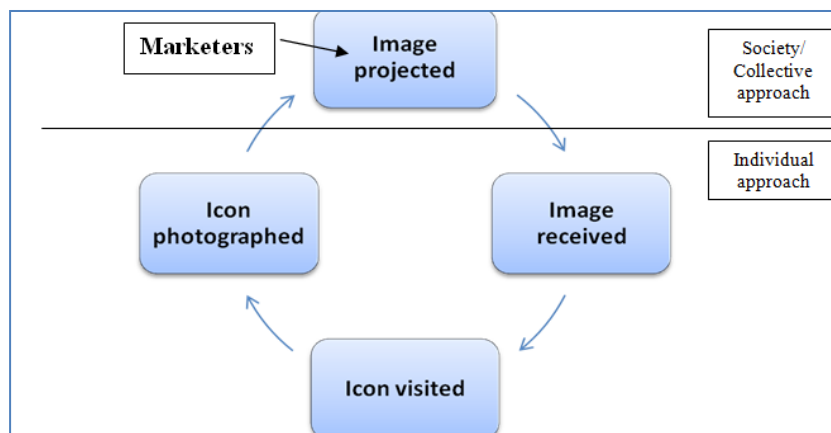 Marketers
Image
projected
Society/
Collective
approach
Individual
approach
Icon
photographed
Image
received
Icon visited